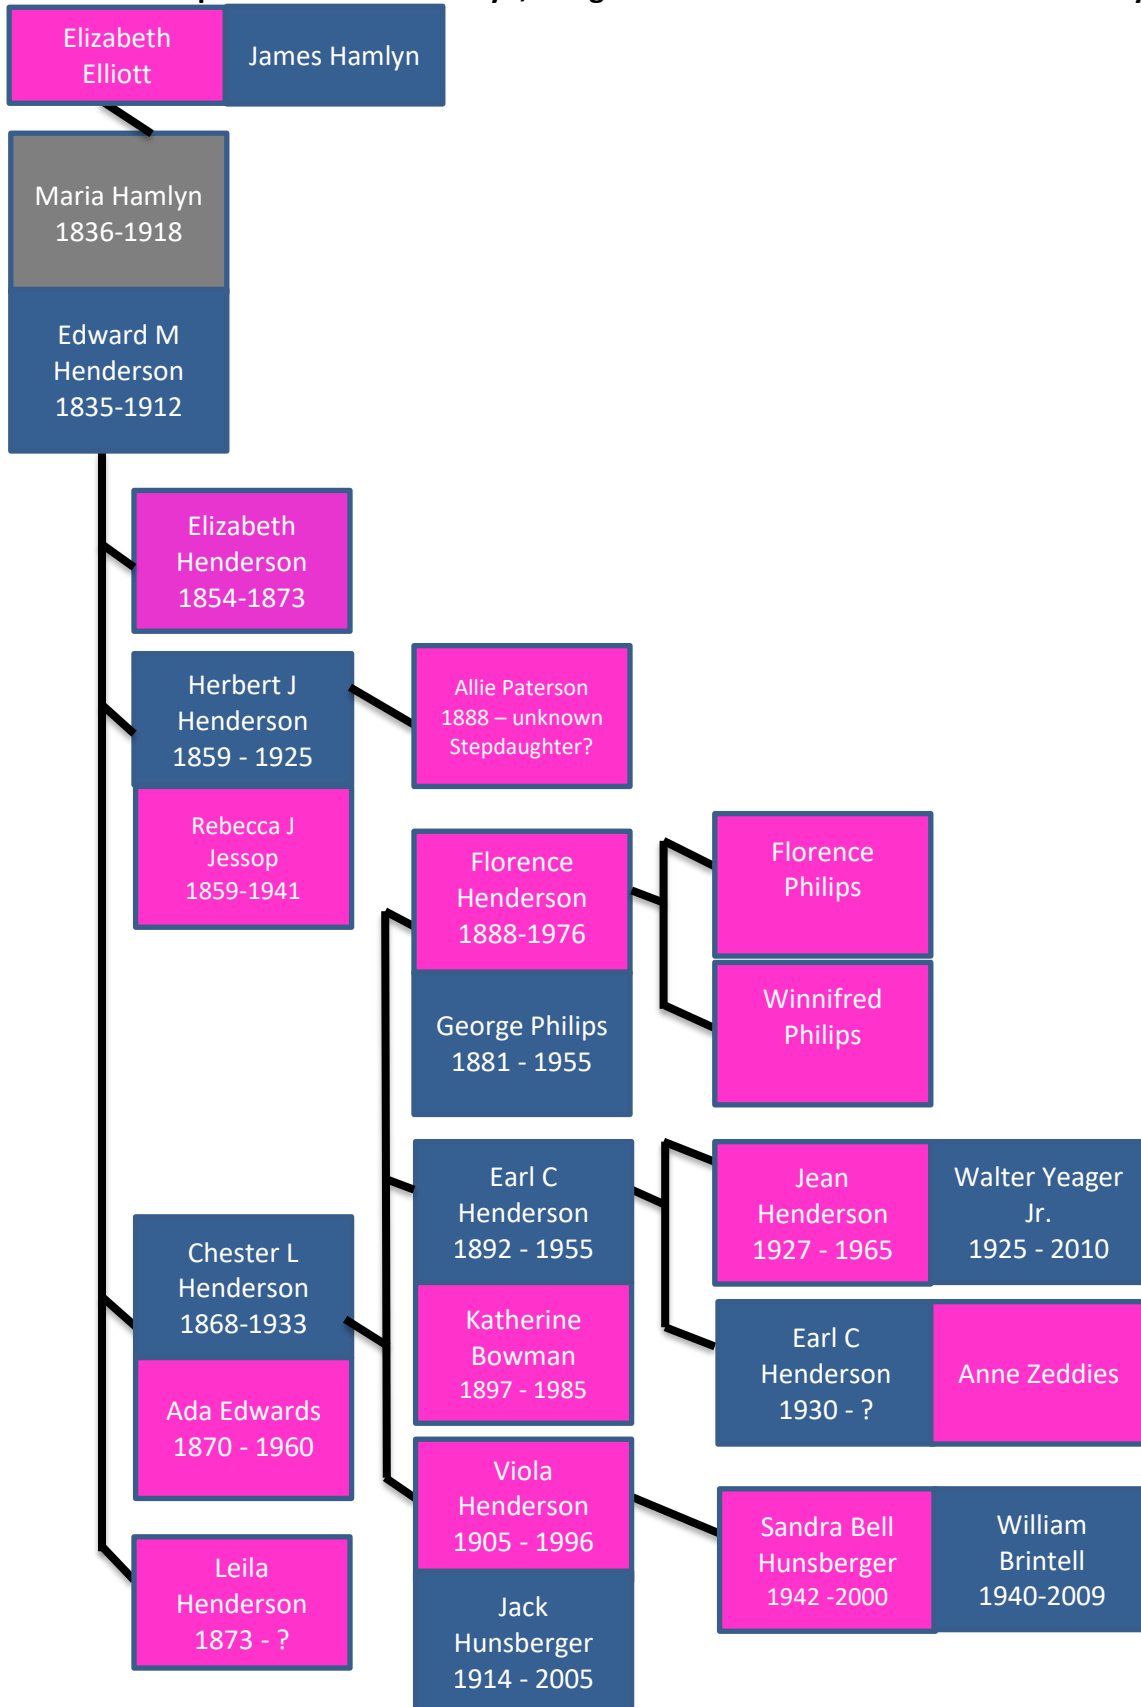 Elizabeth
Elliott
James Hamlyn
Maria Hamlyn
1836-1918
Edward M
Henderson
1835-1912
Elizabeth
Henderson
1854-1873
Herbert J
Henderson
1859 - 1925
Rebecca J
Jessop
1859-1941
Allie Paterson
1888 – unknown
Stepdaughter?
Florence
Henderson
1888-1976
George Philips
1881 - 1955
Florence
Philips
Winnifred
Philips
Chester L
Henderson
1868-1933
Ada Edwards
1870 - 1960
Earl C
Henderson
1892 - 1955
Katherine
Bowman
1897 - 1985
Jean
Henderson
1927 - 1965
Walter Yeager
Jr.
1925 - 2010
Earl C
Henderson
1930 - ?
Anne Zeddies
Viola
Henderson
1905 - 1996
Jack
Hunsberger
1914 - 2005
Sandra Bell
Hunsberger
1942 -2000
William
Brintell
1940-2009
Leila
Henderson
1873 - ?